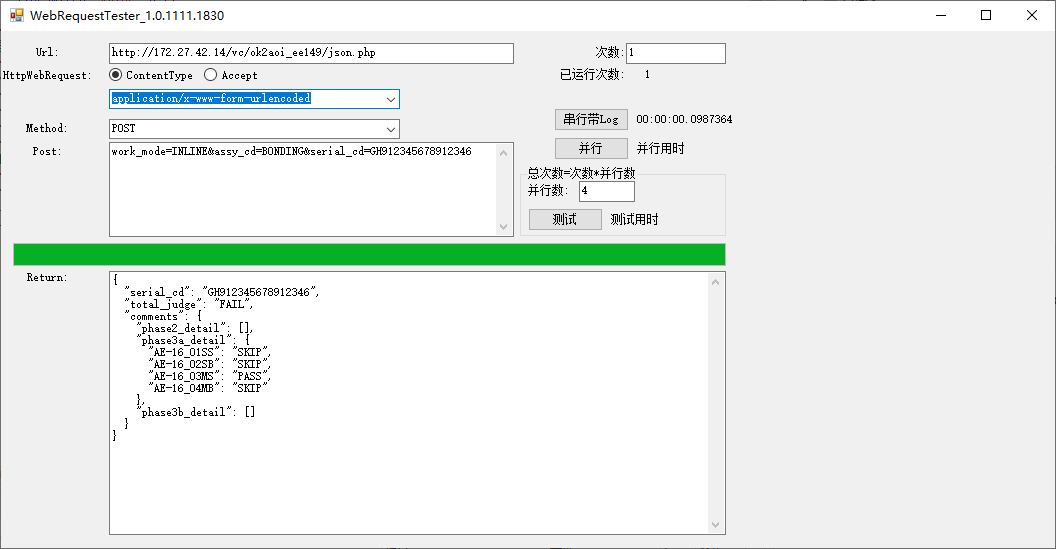 WebRequestTester_1.0.1111.1830
Url: http://172.27.42.14/vc/ok2aoi_ee149/json.php
次数: 1
HttpWebRequest: ContentType Accept
已运行次数: 1
application/x-www-form-urlencoded
串行带Log 00:00:00.0987364
Method: POST
并行 并行用时
Post: work_mode=INLINE&assy_cd=BONDING&serial_cd=GH912345678912346
总次数=次数*并行数
并行数: 4
测试 测试用时
Return:
{
"serial_cd": "GH912345678912346",
"total_judge": "FAIL",
"comments": {
"phase2_detail": [],
"phase3a_detail": {
"AE-16_01SS": "SKIP",
"AE-16_02SB": "SKIP",
"AE-16_03MS": "PASS",
"AE-16_04MB": "SKIP"
},
"phase3b_detail": []
}
}